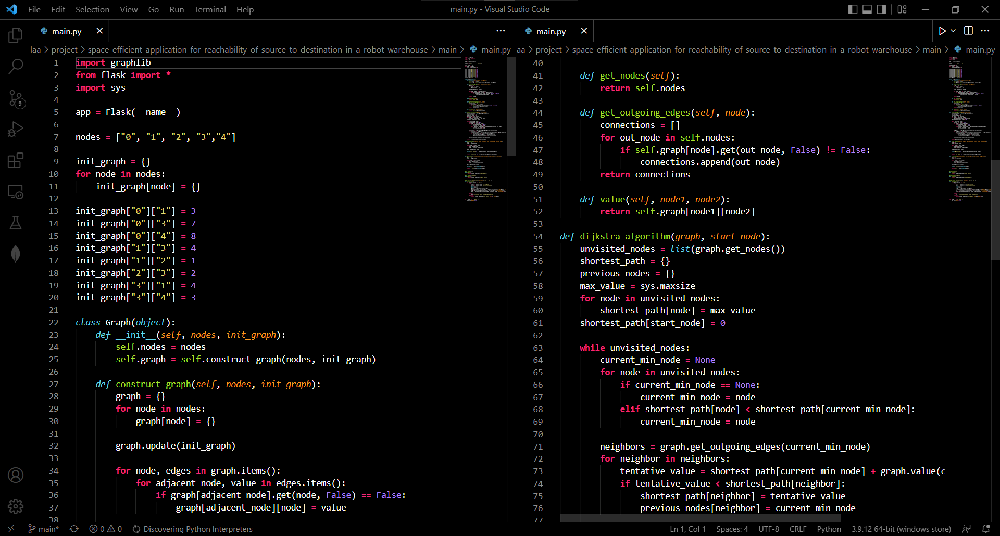 File Edit Selection View Go Run Terminal Help
main.py - Visual Studio Code
main.py
laa > project > space-efficient-application-for-reachability-of-source-to-destination-in-a-robot-warehouse > main > main.py
1 import graphlib
2 from flask import *
3 import sys
4
5 app = Flask(__name__)
6
7 nodes = ["0", "1", "2", "3","4"]
8
9 init_graph = {}
10 for node in nodes:
11 init_graph[node] = {}
12
13 init_graph["0"]["1"] = 3
14 init_graph["0"]["3"] = 7
15 init_graph["0"]["4"] = 8
16 init_graph["1"]["3"] = 4
17 init_graph["1"]["2"] = 1
18 init_graph["2"]["3"] = 2
19 init_graph["3"]["1"] = 4
20 init_graph["3"]["4"] = 3
21
22 class Graph(object):
23 def __init__(self, nodes, init_graph):
24 self.nodes = nodes
25 self.graph = self.construct_graph(nodes, init_graph)
26
27 def construct_graph(self, nodes, init_graph):
28 graph = {}
29 for node in nodes:
30 graph[node] = {}
31
32 graph.update(init_graph)
33
34 for node, edges in graph.items():
35 for adjacent_node, value in edges.items():
36 if graph[adjacent_node].get(node, False) == False:
37 graph[adjacent_node][node] = value
38
main.py
aa > project > space-efficient-application-for-reachability-of-source-to-destination-in-a-robot-warehouse > main > main.py
40
41 def get_nodes(self):
42 return self.nodes
43
44 def get_outgoing_edges(self, node):
45 connections = []
46 for out_node in self.nodes:
47 if self.graph[node].get(out_node, False) != False:
48 connections.append(out_node)
49 return connections
50
51 def value(self, node1, node2):
52 return self.graph[node1][node2]
53
54 def dijkstra_algorithm(graph, start_node):
55 unvisited_nodes = list(graph.get_nodes())
56 shortest_path = {}
57 previous_nodes = {}
58 max_value = sys.maxsize
59 for node in unvisited_nodes:
60 shortest_path[node] = max_value
61 shortest_path[start_node] = 0
62
63 while unvisited_nodes:
64 current_min_node = None
65 for node in unvisited_nodes:
66 if current_min_node == None:
67 current_min_node = node
68 elif shortest_path[node] < shortest_path[current_min_node]:
69 current_min_node = node
70
71 neighbors = graph.get_outgoing_edges(current_min_node)
72 for neighbor in neighbors:
73 tentative_value = shortest_path[current_min_node] + graph.value(c
74 if tentative_value < shortest_path[neighbor]:
75 shortest_path[neighbor] = tentative_value
76 previous_nodes[neighbor] = current_min_node
77
9
main* 0 0 Discovering Python Interpreters
Ln 1, Col 1 Spaces: 4 UTF-8 CRLF Python 3.9.12 64-bit (windows store)